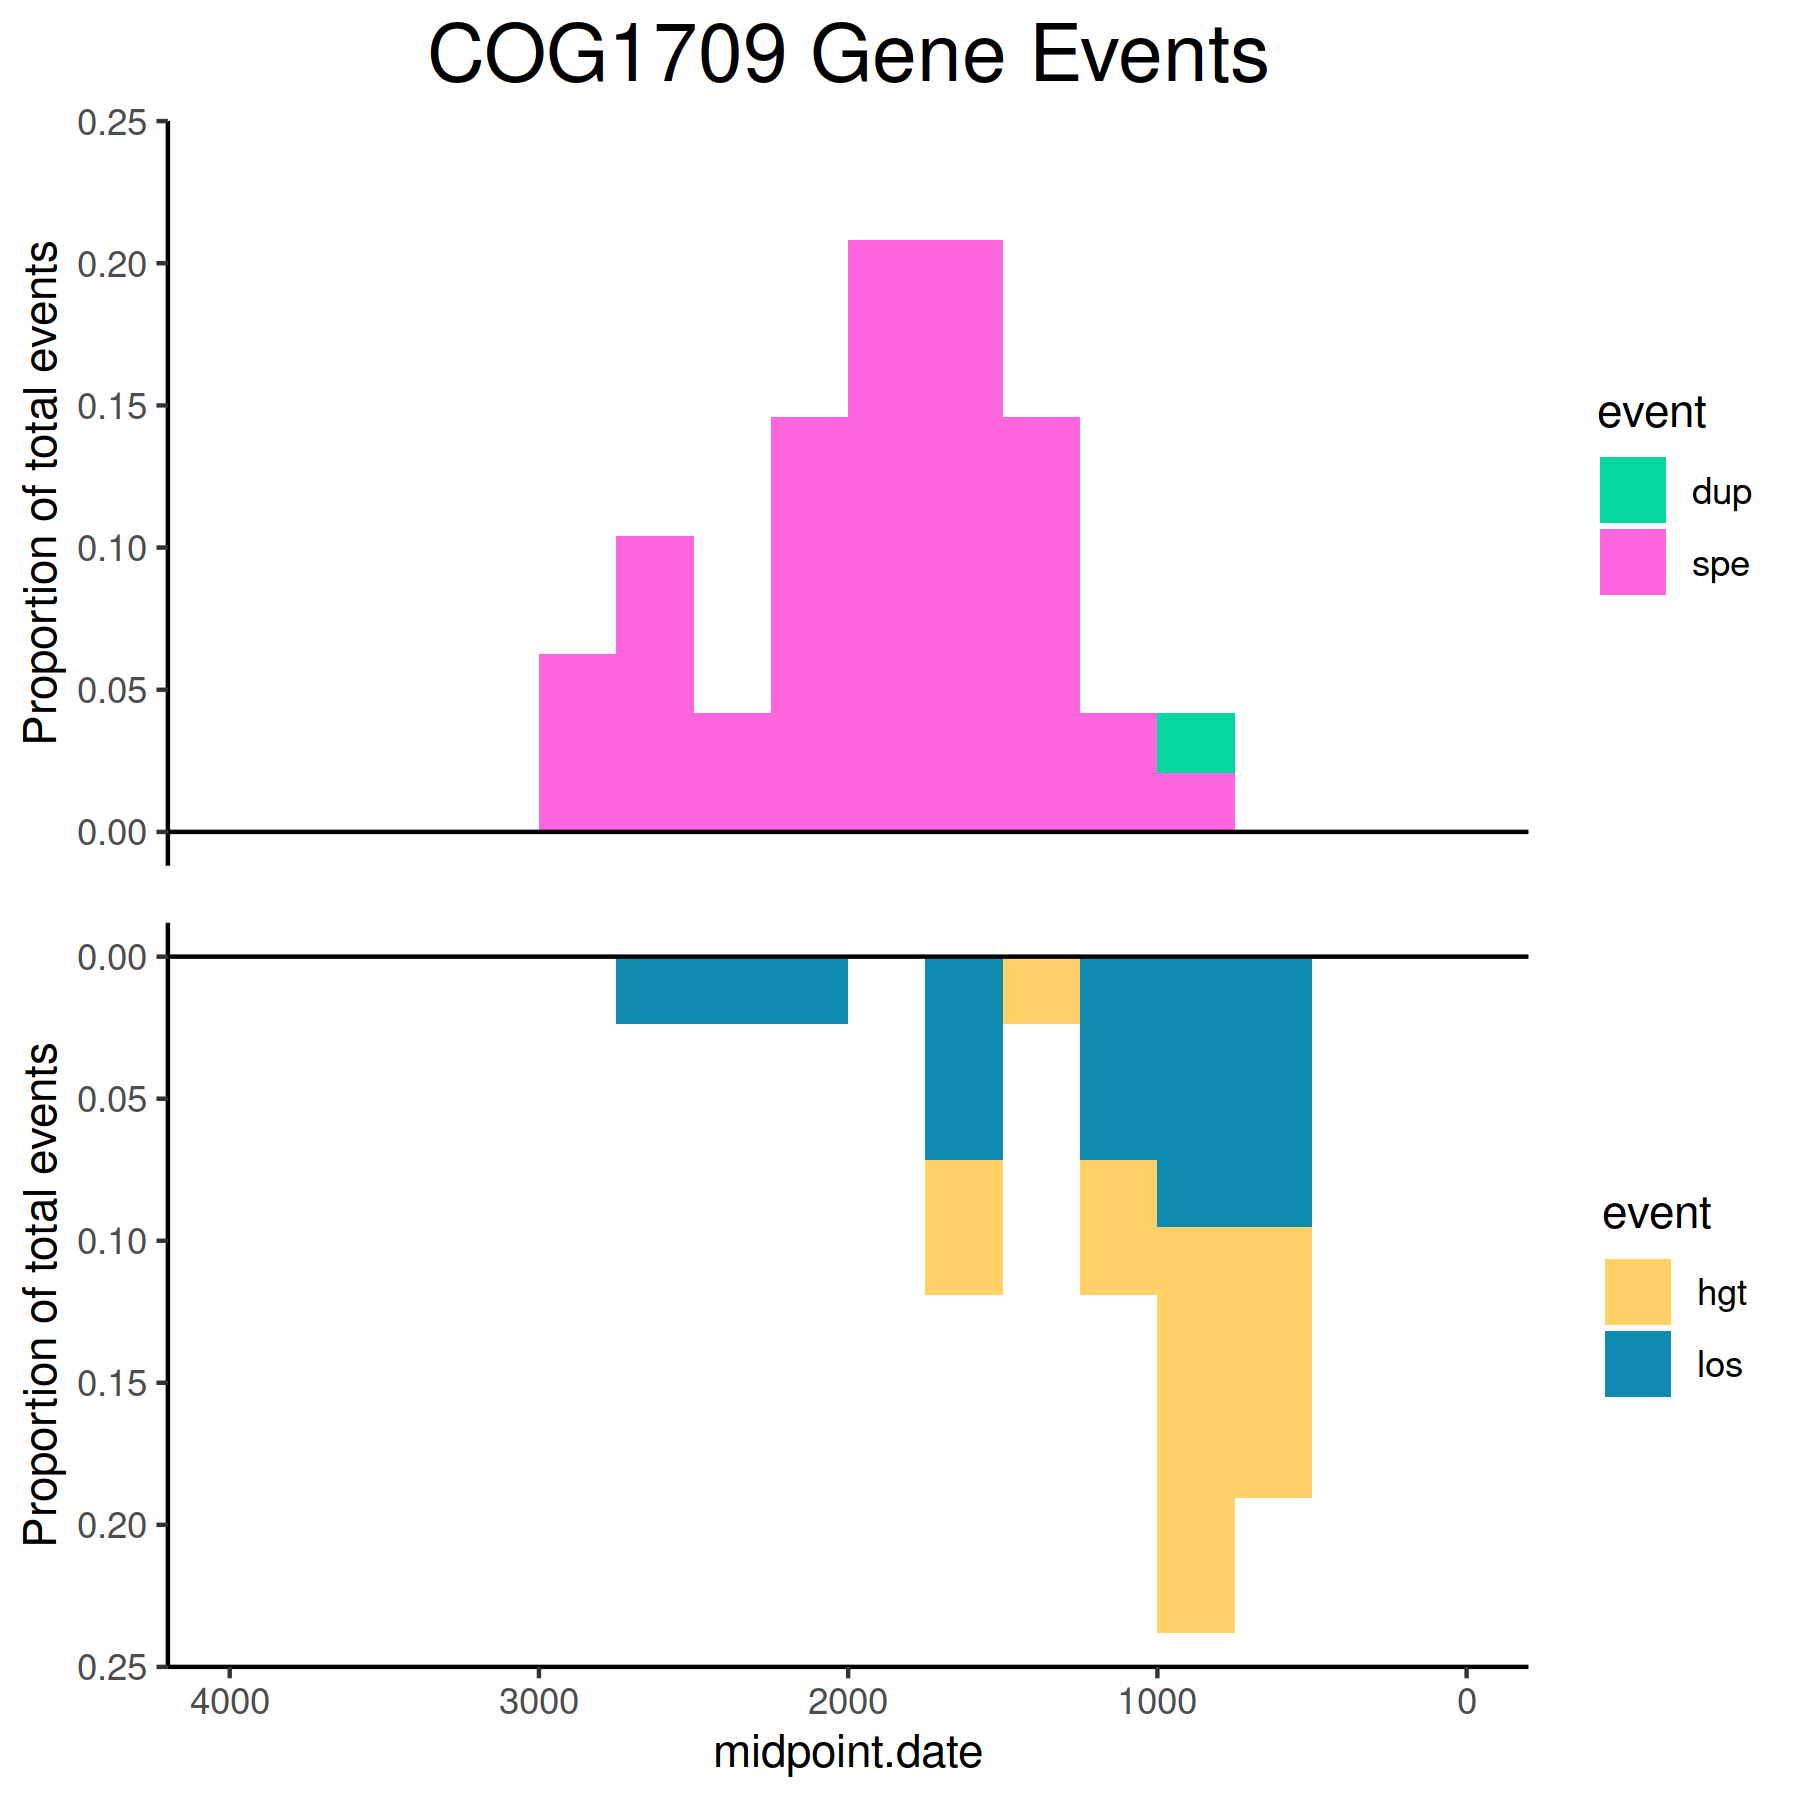 COG1709 Gene Events
Proportion of total events
0.25
0.20
0.15
0.10
0.05
0.00
event
dup
spe
Proportion of total events
0.00
0.05
0.10
0.15
0.20
0.25
event
hgt
los
4000 3000 2000 1000 0
midpoint.date